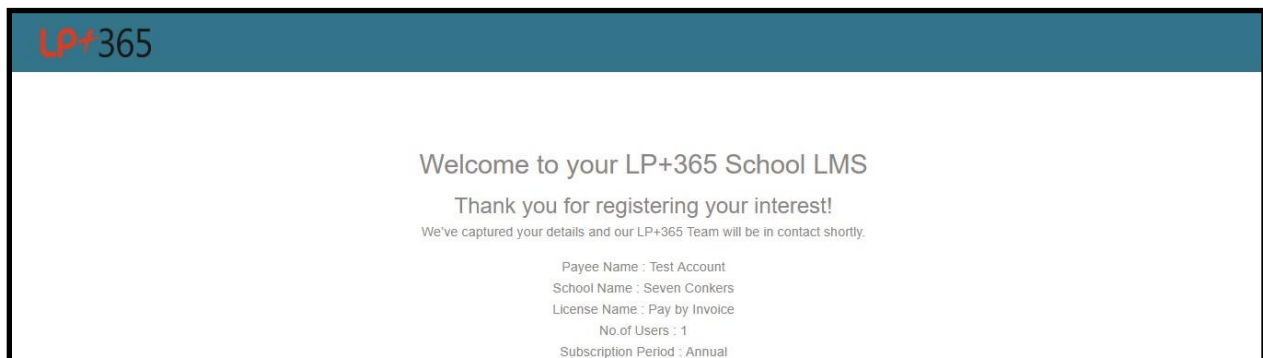 LP+365
Welcome to your LP+365 School LMS
Thank you for registering your interest!
We've captured your details and our LP+365 Team will be in contact shortly.
Payee Name : Test Account
School Name : Seven Conkers
License Name : Pay by Invoice
No.of Users : 1
Subscription Period : Annual